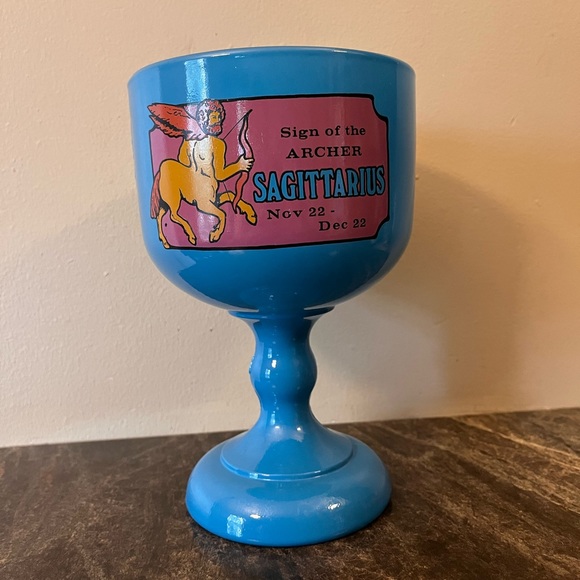 Sign of the
ARCHER
SAGITTARIUS
Nov 22 -
Dec 22